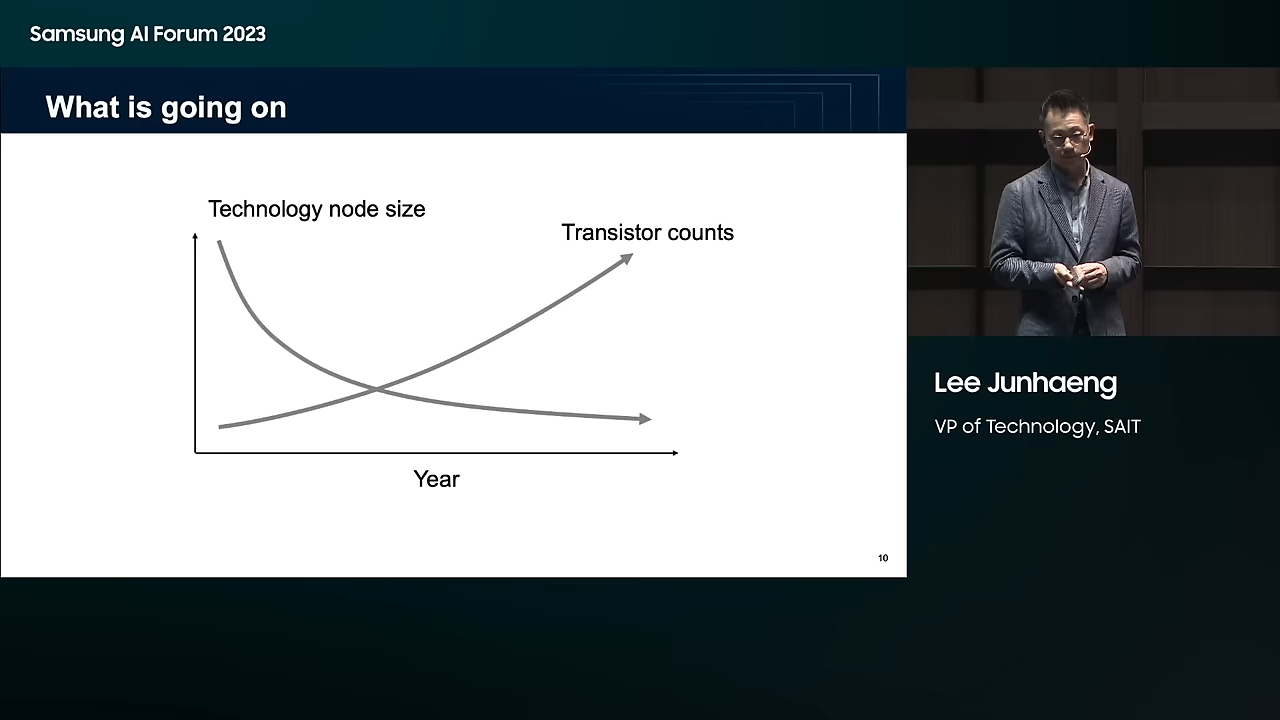 Samsung AI Forum 2023
What is going on
Technology node size
Transistor counts
Year
10
Lee Junhaeng
VP of Technology, SAIT